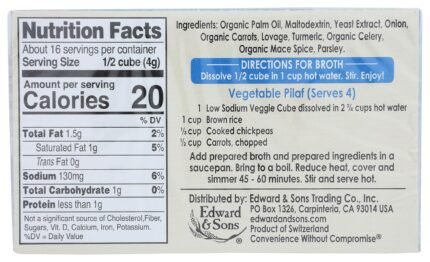 Nutrition Facts
About 16 servings per container
Serving Size 1/2 cube (4g)
Amount per serving
Calories 20
% DV
Total Fat 1.5g 2%
Saturated Fat 1g 5%
Trans Fat 0g
Sodium 130mg 6%
Total Carbohydrate 1g 0%
Protein less than 1g
Not a significant source of Cholesterol,Fiber,
Sugars, Vit. D, Calcium, Iron, Potassium.
%DV = Daily Value
Ingredients: Organic Palm Oil, Maltodextrin, Yeast Extract, Onion,
Organic Carrots, Lovage, Turmeric, Organic Celery,
Organic Mace Spice, Parsley.
DIRECTIONS FOR BROTH
Dissolve 1/2 cube in 1 cup hot water. Stir. Enjoy!
Vegetable Pilaf (Serves 4)
1 Low Sodium Veggie Cube dissolved in 2 ¾ cups hot water
1 cup Brown rice
½ cup Cooked chickpeas
½ cup Carrots, chopped
Add prepared broth and prepared ingredients in a
saucepan. Bring to a boil. Reduce heat, cover and
simmer 45 - 60 minutes. Stir and serve hot.
Edward
& Sons
Distributed by: Edward & Sons Trading Co., Inc.
PO Box 1326, Carpinteria, CA 93014 USA
edwardandsons.com
Product of Switzerland
Convenience Without Compromise®